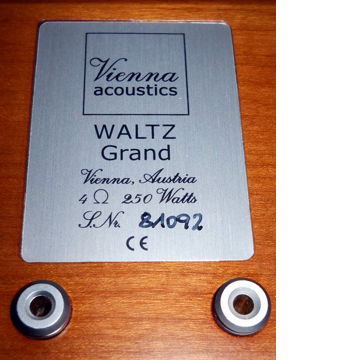 Vienna
acoustics
WALTZ
Grand
Vienna, Austria
4 Ω 250 Watts
S.Nr. 81092
CE